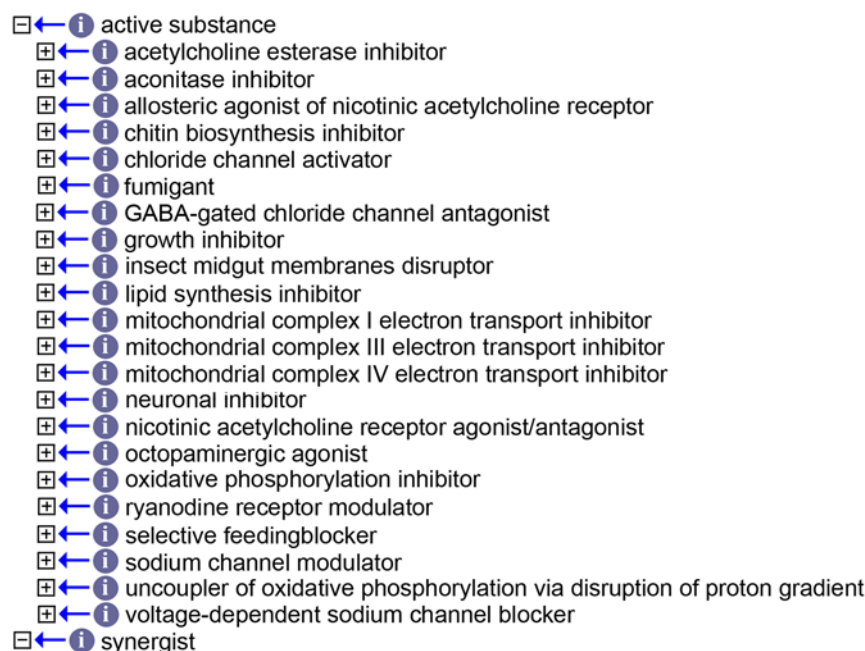 active substance
acetylcholine esterase inhibitor
aconitase inhibitor
allosteric agonist of nicotinic acetylcholine receptor
chitin biosynthesis inhibitor
chloride channel activator
fumigant
GABA-gated chloride channel antagonist
growth inhibitor
insect midgut membranes disruptor
lipid synthesis inhibitor
mitochondrial complex I electron transport inhibitor
mitochondrial complex III electron transport inhibitor
mitochondrial complex IV electron transport inhibitor
neuronal inhibitor
nicotinic acetylcholine receptor agonist/antagonist
octopaminergic agonist
oxidative phosphorylation inhibitor
ryanodine receptor modulator
selective feedingblocker
sodium channel modulator
uncoupler of oxidative phosphorylation via disruption of proton gradient
voltage-dependent sodium channel blocker
synergist